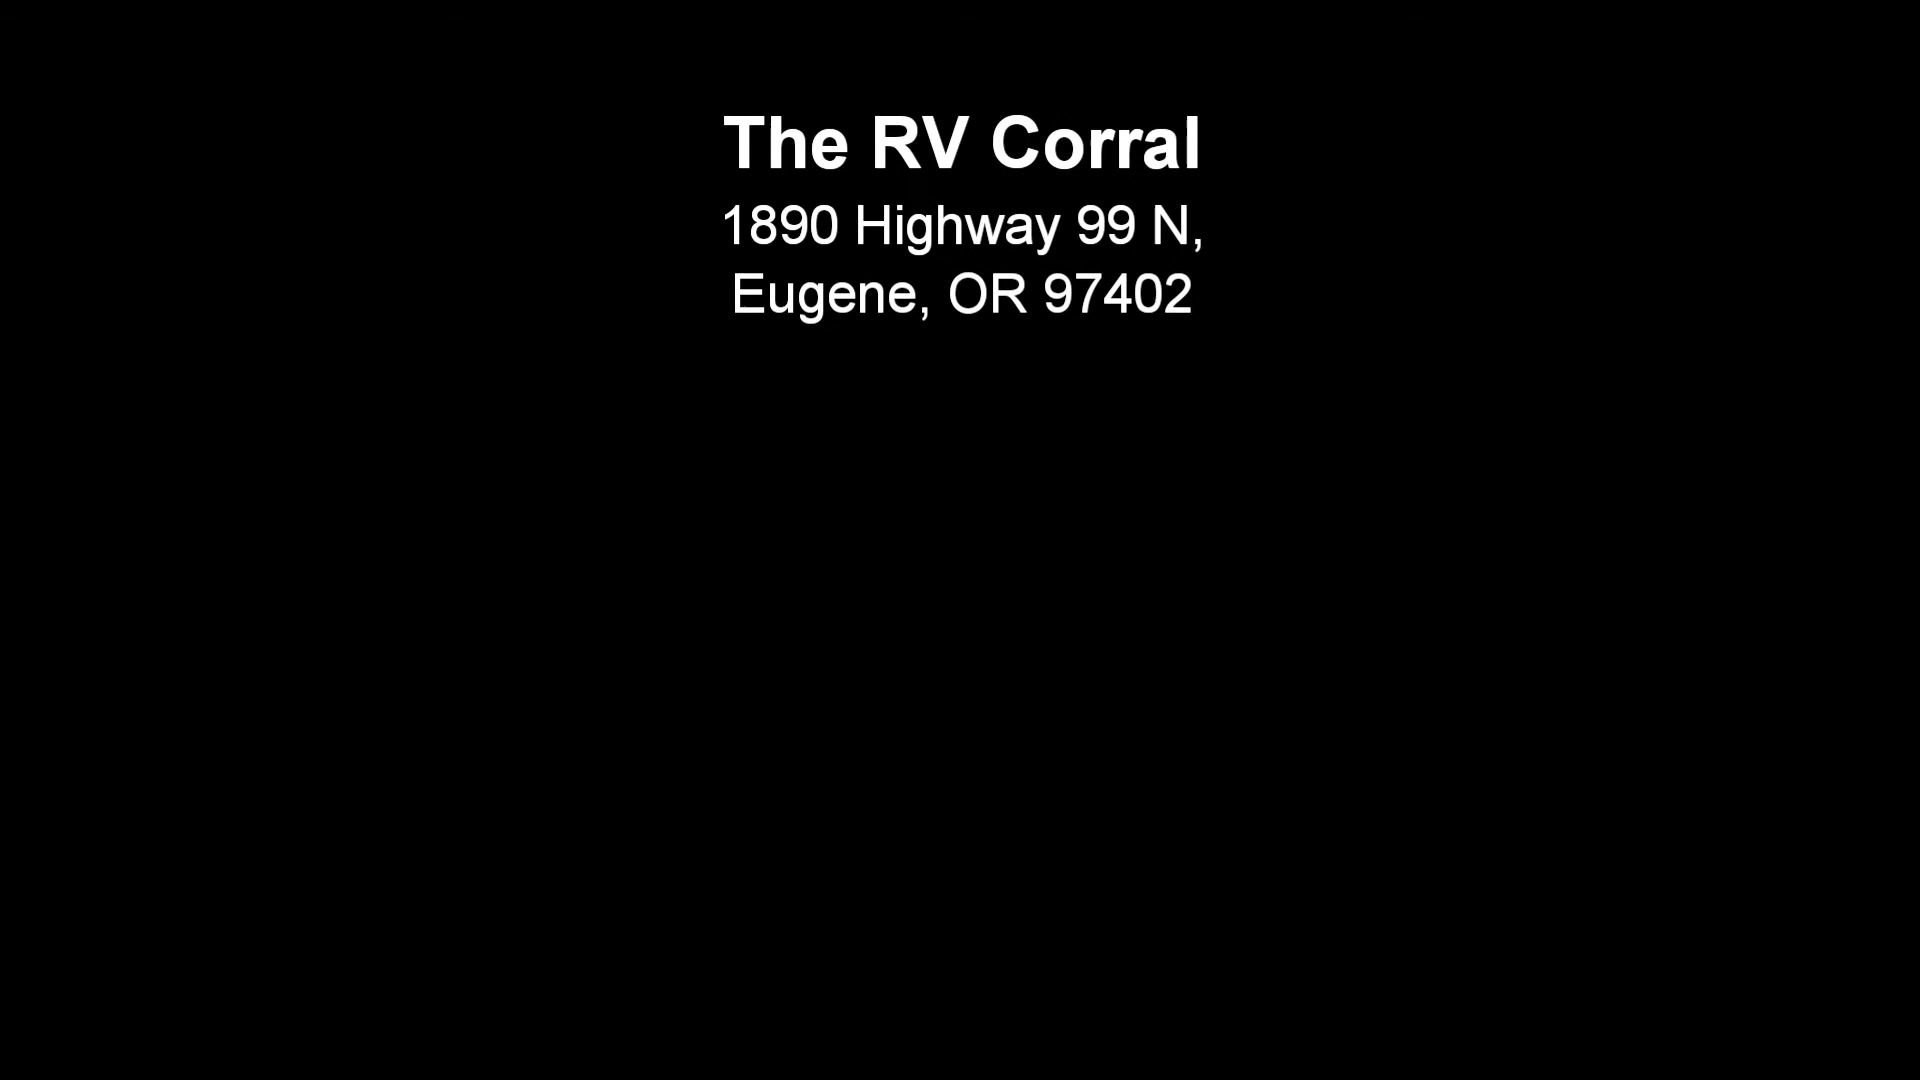 The RV Corral
1890 Highway 99 N,
Eugene, OR 97402